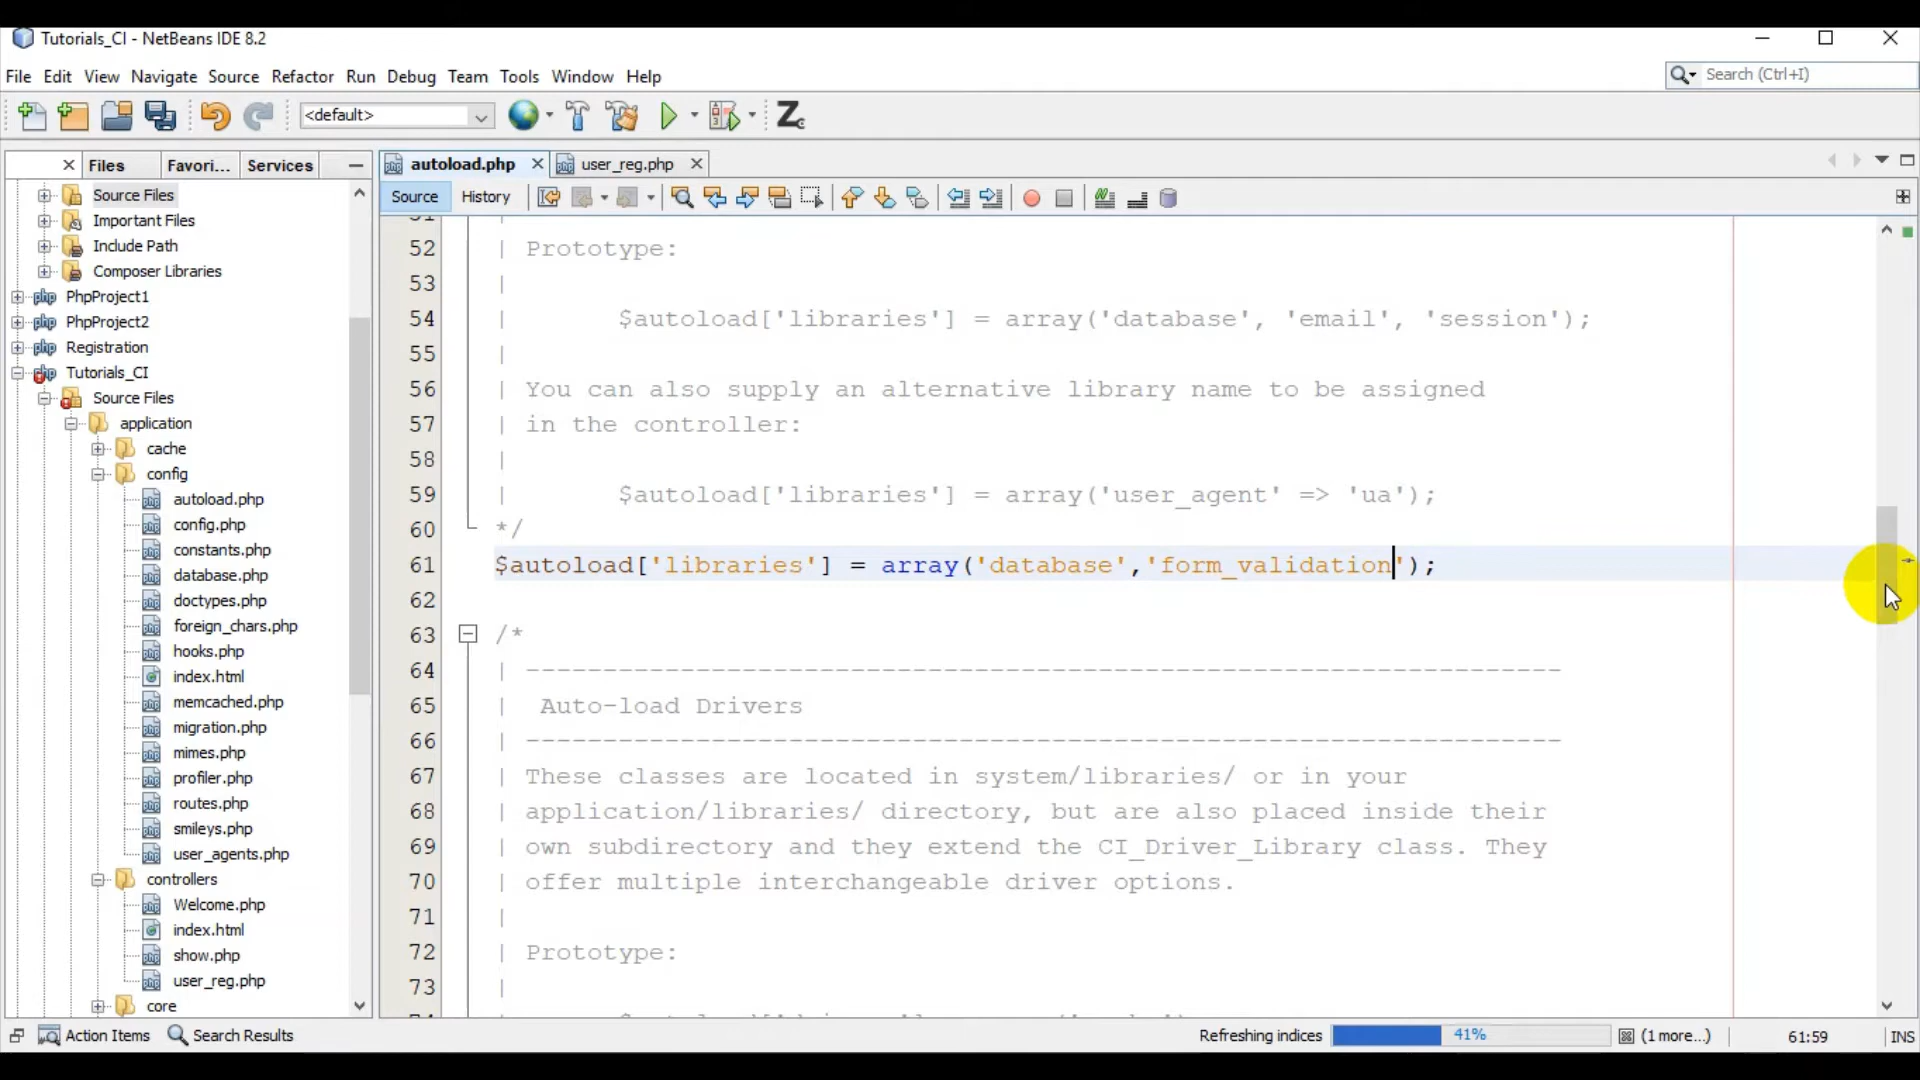 Tutorials_CI - NetBeans IDE 8.2
File Edit View Navigate Source Refactor Run Debug Team Tools Window Help
Search (Ctrl+I)
<default>
Files Favori... Services
autoload.php user_reg.php
Source History
Source Files
Important Files
Include Path
Composer Libraries
PhpProject1
PhpProject2
Registration
Tutorials_CI
Source Files
application
cache
config
autoload.php
config.php
constants.php
database.php
doctypes.php
foreign_chars.php
hooks.php
index.html
memcached.php
migration.php
mimes.php
profiler.php
routes.php
smileys.php
user_agents.php
controllers
Welcome.php
index.html
show.php
user_reg.php
core
51 |
52 | Prototype:
53 |
54 | $autoload['libraries'] = array('database', 'email', 'session');
55 |
56 | You can also supply an alternative library name to be assigned
57 | in the controller:
58 |
59 | $autoload['libraries'] = array('user_agent' => 'ua');
60 */
61 $autoload['libraries'] = array('database','form_validation');
62
63 /*
64 | -------------------------------------------------------------------
65 | Auto-load Drivers
66 | -------------------------------------------------------------------
67 | These classes are located in system/libraries/ or in your
68 | application/libraries/ directory, but are also placed inside their
69 | own subdirectory and they extend the CI_Driver_Library class. They
70 | offer multiple interchangeable driver options.
71 |
72 | Prototype:
73 |
Action Items Search Results
Refreshing indices 41% (1 more...) 61:59 INS